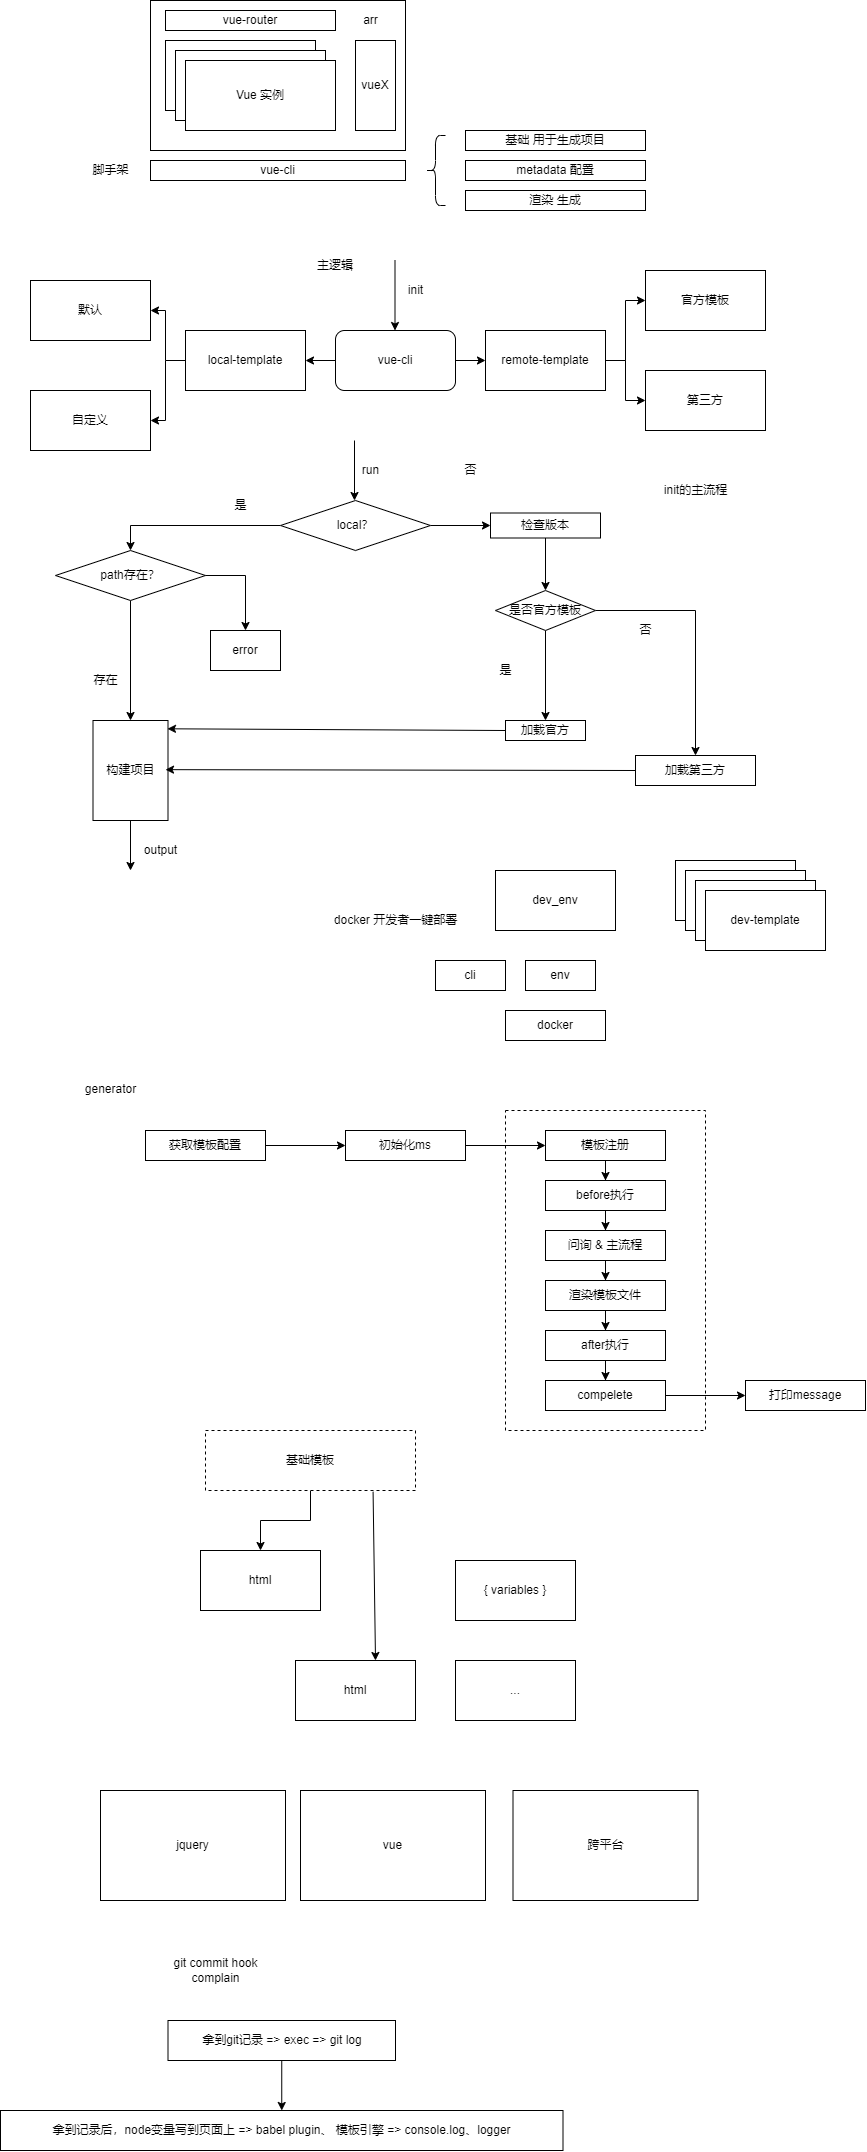 vue-router
arr
Vue 实例
vueX
脚手架
vue-cli
基础 用于生成项目
metadata 配置
渲染 生成
主逻辑
init
默认
local-template
vue-cli
remote-template
官方模板
自定义
第三方
run
否
是
init的主流程
local?
检查版本
path存在?
是否官方模板
error
否
存在
是
构建项目
加载官方
加载第三方
output
docker 开发者一键部署
dev_env
dev-template
cli
env
docker
generator
获取模板配置
初始化ms
模板注册
before执行
问询 & 主流程
渲染模板文件
after执行
compelete
打印message
基础模板
html
{ variables }
html
...
jquery
vue
跨平台
git commit hook
complain
拿到git记录 => exec => git log
拿到记录后，node变量写到页面上 => babel plugin、 模板引擎 => console.log、logger